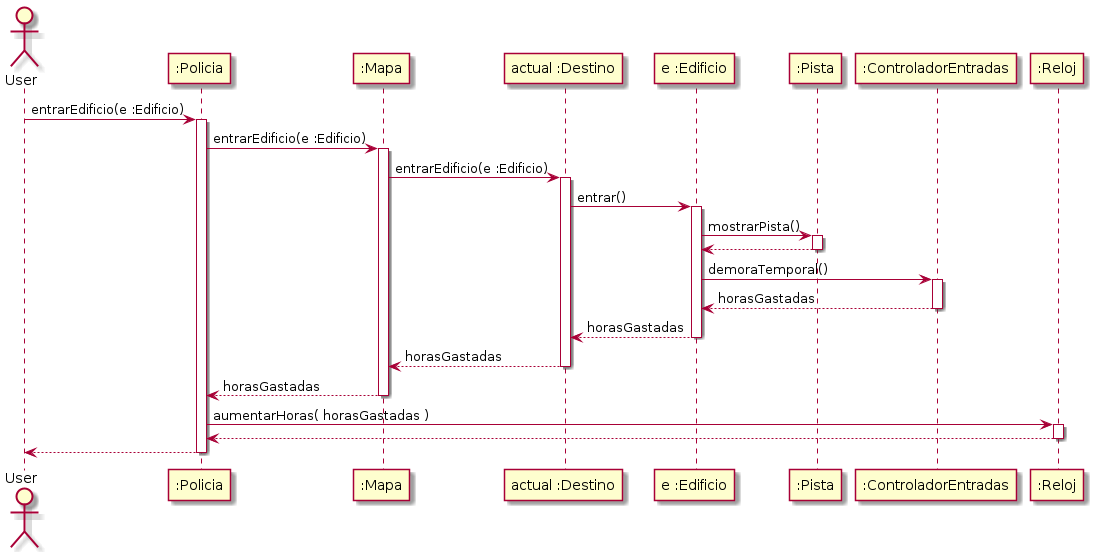 User
:Policia
:Mapa
actual :Destino
e :Edificio
:Pista
:ControladorEntradas
:Reloj
entrarEdificio(e :Edificio)
entrarEdificio(e :Edificio)
entrarEdificio(e :Edificio)
entrar()
mostrarPista()
demoraTemporal()
horasGastadas
horasGastadas
horasGastadas
horasGastadas
aumentarHoras( horasGastadas )
User
:Policia
:Mapa
actual :Destino
e :Edificio
:Pista
:ControladorEntradas
:Reloj